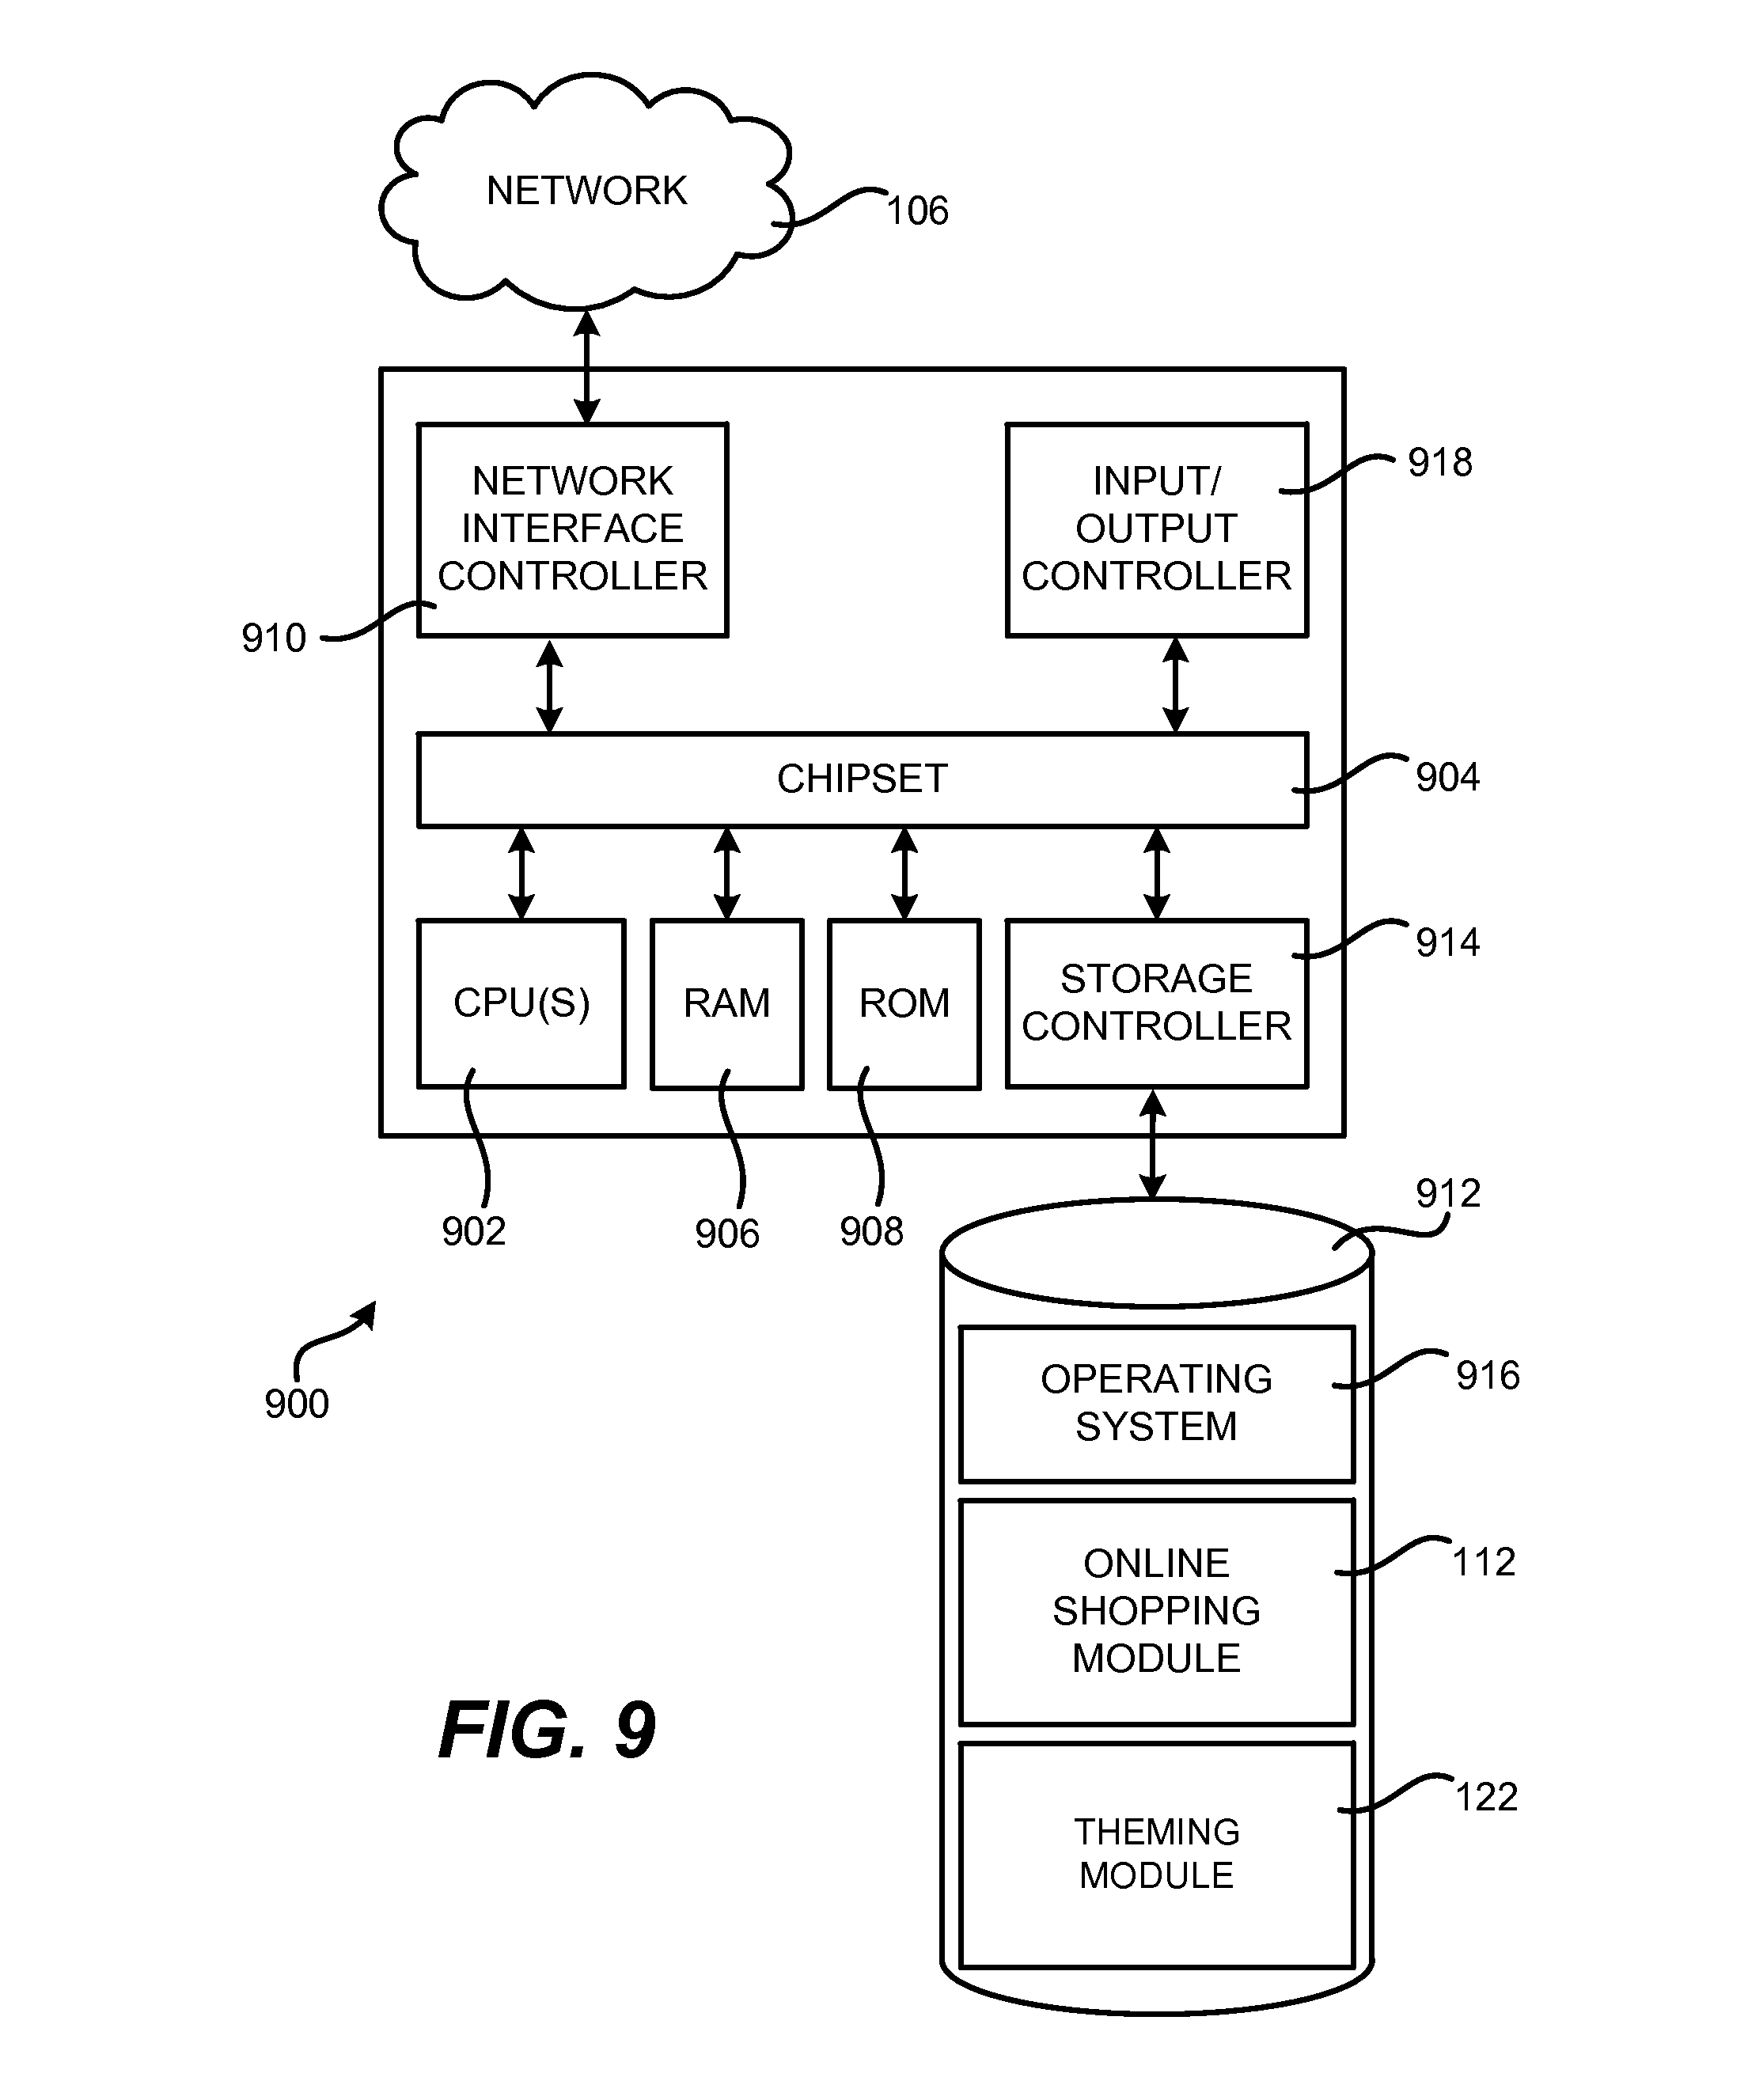 NETWORK
106
NETWORK
INTERFACE
CONTROLLER
910
INPUT/
OUTPUT
CONTROLLER
918
CHIPSET
904
CPU(S)
RAM
ROM
STORAGE
CONTROLLER
914
902
906
908
912
900
OPERATING
SYSTEM
916
ONLINE
SHOPPING
MODULE
112
FIG. 9
THEMING
MODULE
122